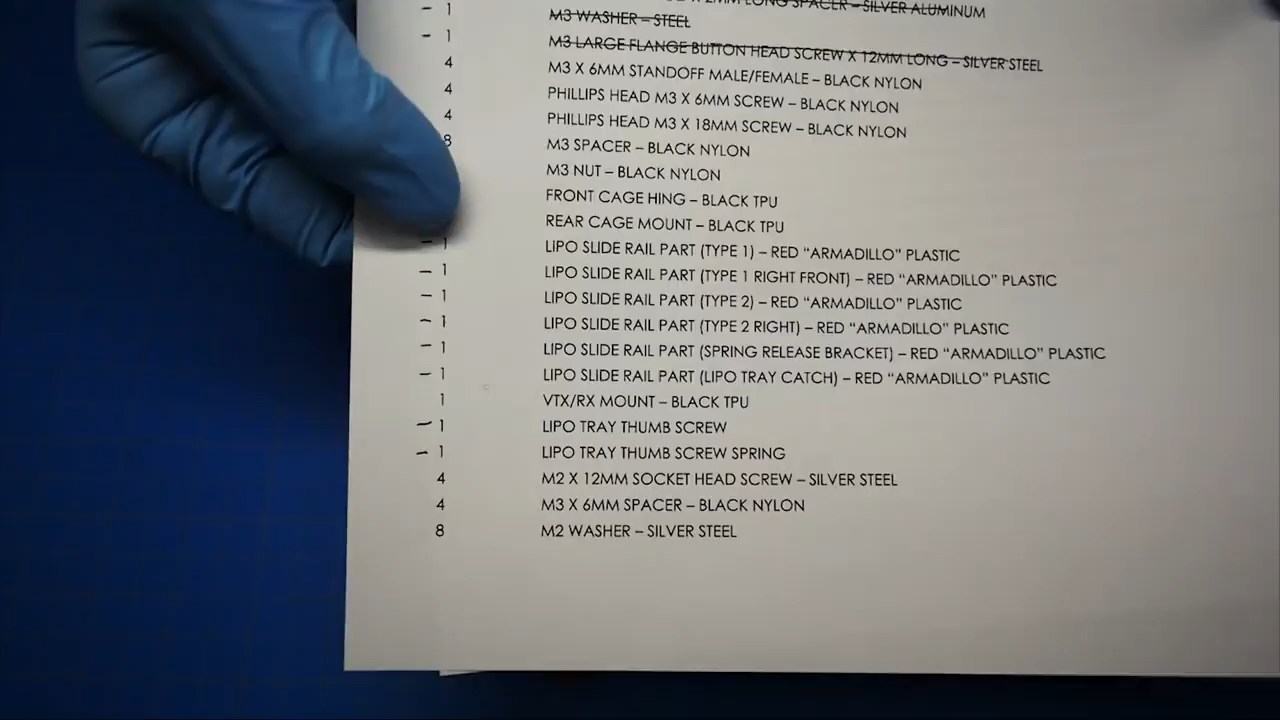 X 2MM LONG SPACER – SILVER ALUMINUM
– 1 M3 WASHER – STEEL
– 1 M3 LARGE FLANGE BUTTON HEAD SCREW X 12MM LONG – SILVER STEEL
4 M3 X 6MM STANDOFF MALE/FEMALE – BLACK NYLON
4 PHILLIPS HEAD M3 X 6MM SCREW – BLACK NYLON
4 PHILLIPS HEAD M3 X 18MM SCREW – BLACK NYLON
8 M3 SPACER – BLACK NYLON
M3 NUT – BLACK NYLON
FRONT CAGE HING – BLACK TPU
REAR CAGE MOUNT – BLACK TPU
– 1 LIPO SLIDE RAIL PART (TYPE 1) – RED “ARMADILLO” PLASTIC
– 1 LIPO SLIDE RAIL PART (TYPE 1 RIGHT FRONT) – RED “ARMADILLO” PLASTIC
– 1 LIPO SLIDE RAIL PART (TYPE 2) – RED “ARMADILLO” PLASTIC
– 1 LIPO SLIDE RAIL PART (TYPE 2 RIGHT) – RED “ARMADILLO” PLASTIC
– 1 LIPO SLIDE RAIL PART (SPRING RELEASE BRACKET) – RED “ARMADILLO” PLASTIC
– 1 LIPO SLIDE RAIL PART (LIPO TRAY CATCH) – RED “ARMADILLO” PLASTIC
1 VTX/RX MOUNT – BLACK TPU
– 1 LIPO TRAY THUMB SCREW
– 1 LIPO TRAY THUMB SCREW SPRING
4 M2 X 12MM SOCKET HEAD SCREW – SILVER STEEL
4 M3 X 6MM SPACER – BLACK NYLON
8 M2 WASHER – SILVER STEEL